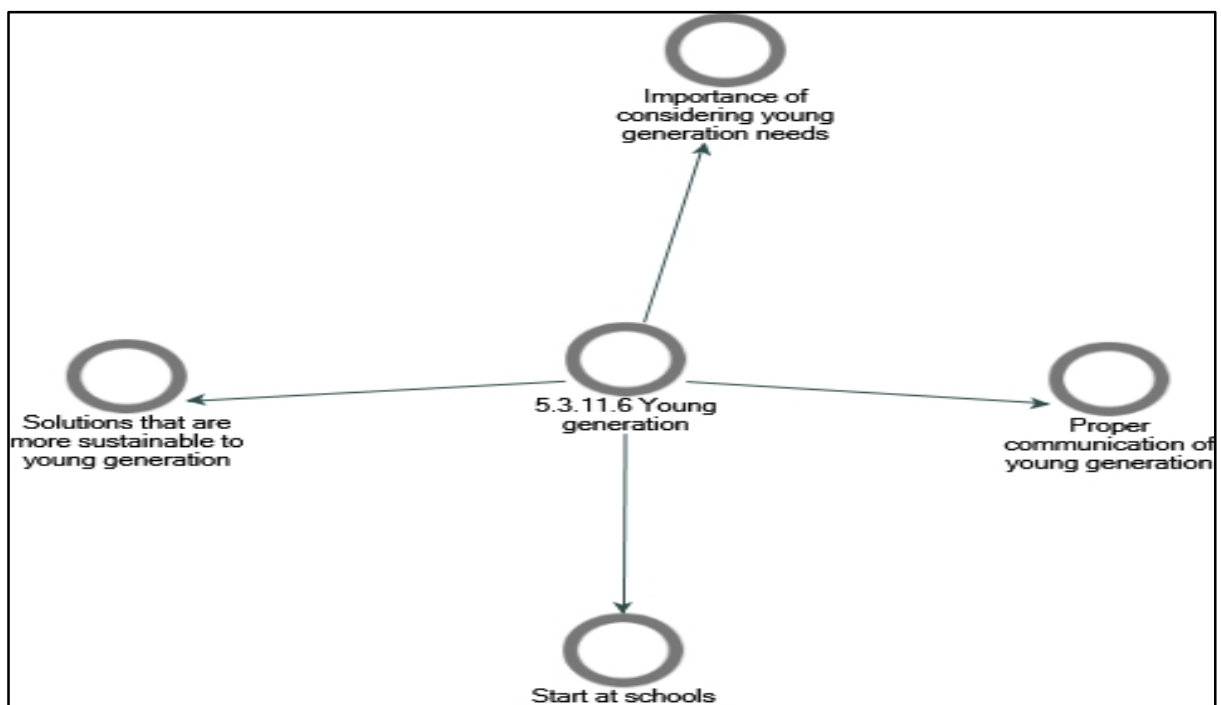 Importance of
considering young
generation needs
5.3.11.6 Young
generation
Solutions that are
more sustainable to
young generation
Proper
communication of
young generation
Start at schools